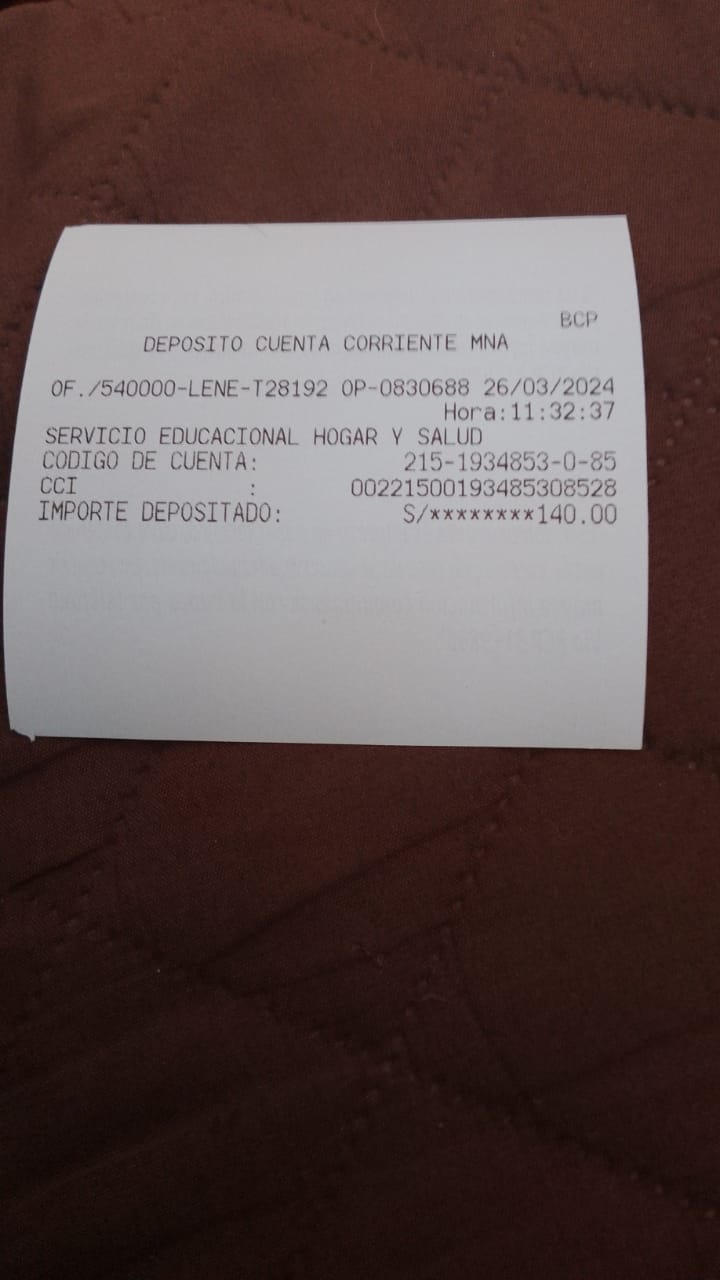 BCP
DEPOSITO CUENTA CORRIENTE MNA
OF./540000-LENE-T28192 OP-0830688 26/03/2024
Hora:11:32:37
SERVICIO EDUCACIONAL HOGAR Y SALUD
CODIGO DE CUENTA: 215-1934853-0-85
CCI : 00221500193485308528
IMPORTE DEPOSITADO: S/********140.00